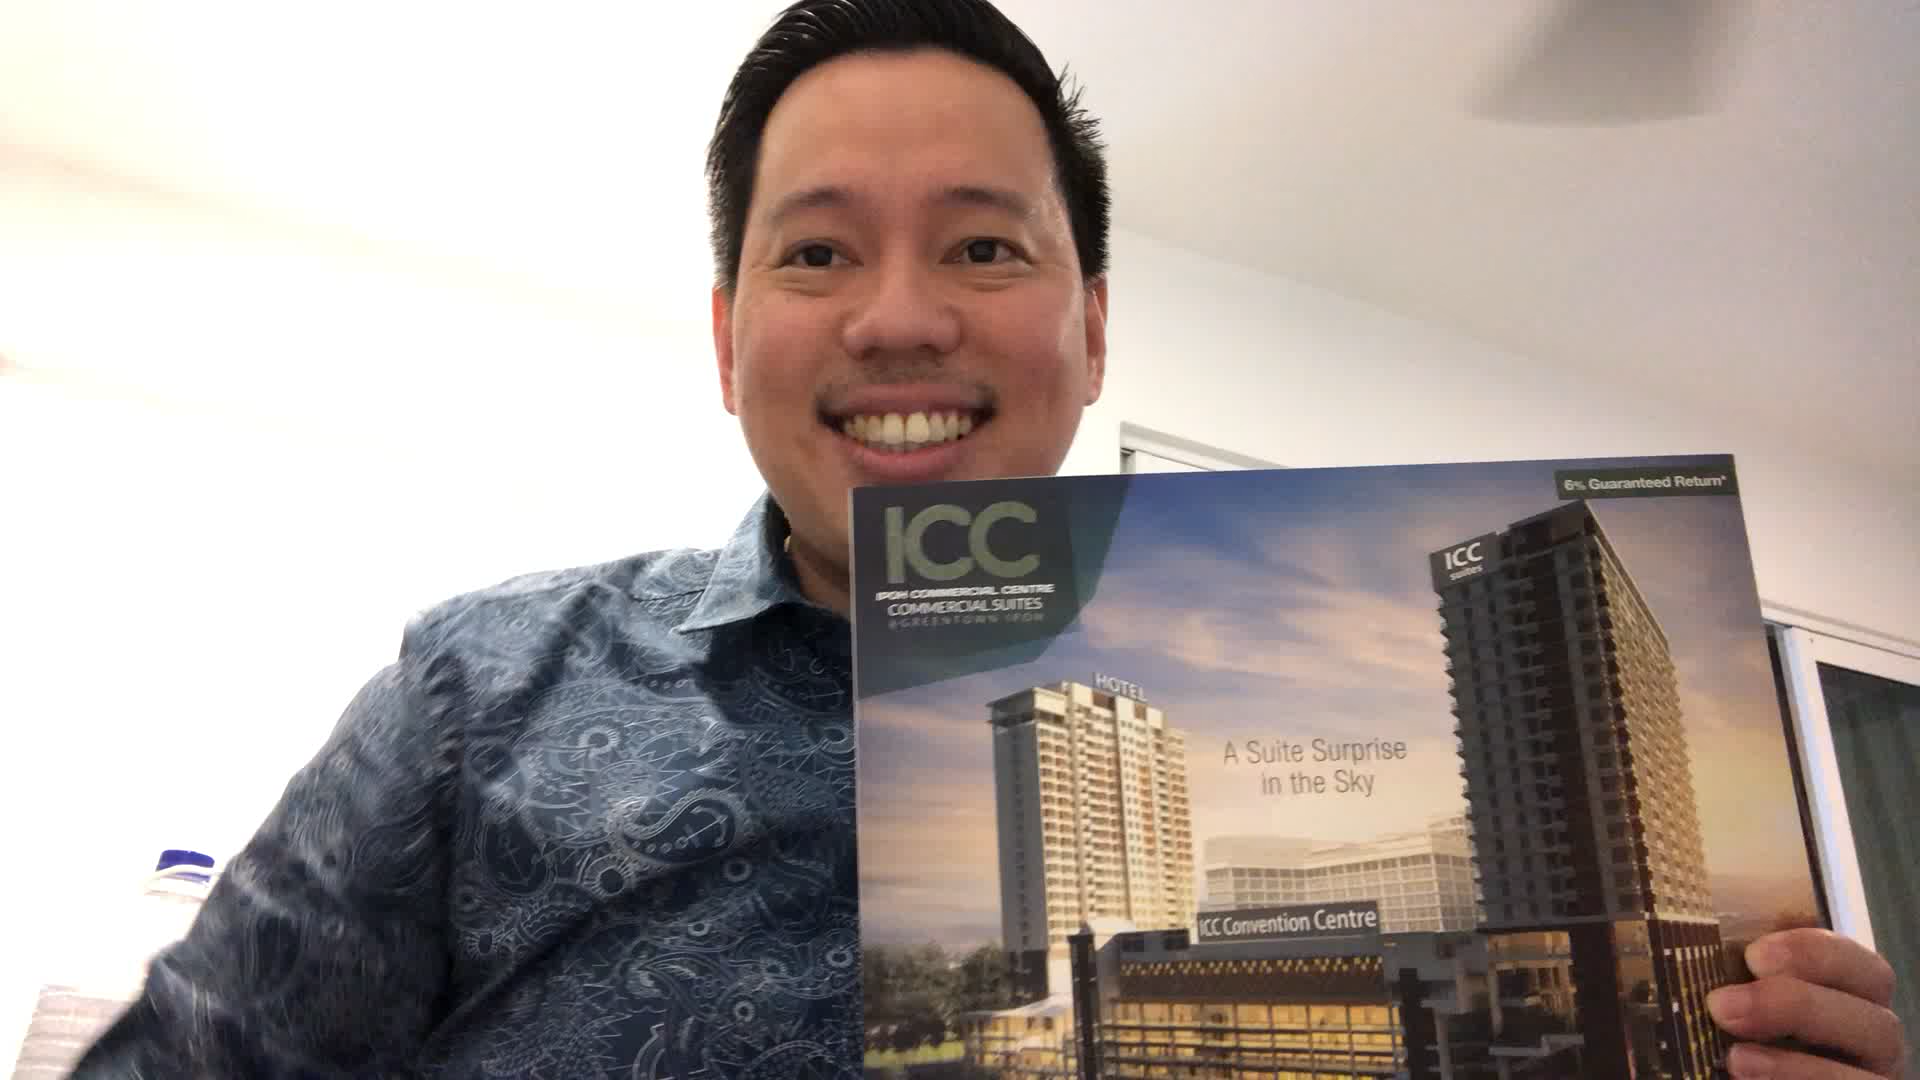 6% Guaranteed Return*
ICC
IPOH COMMERCIAL CENTRE
COMMERCIAL SUITES
@GREENTOWN IPOH
ICC
suites
HOTEL
A Suite Surprise
in the Sky
ICC Convention Centre